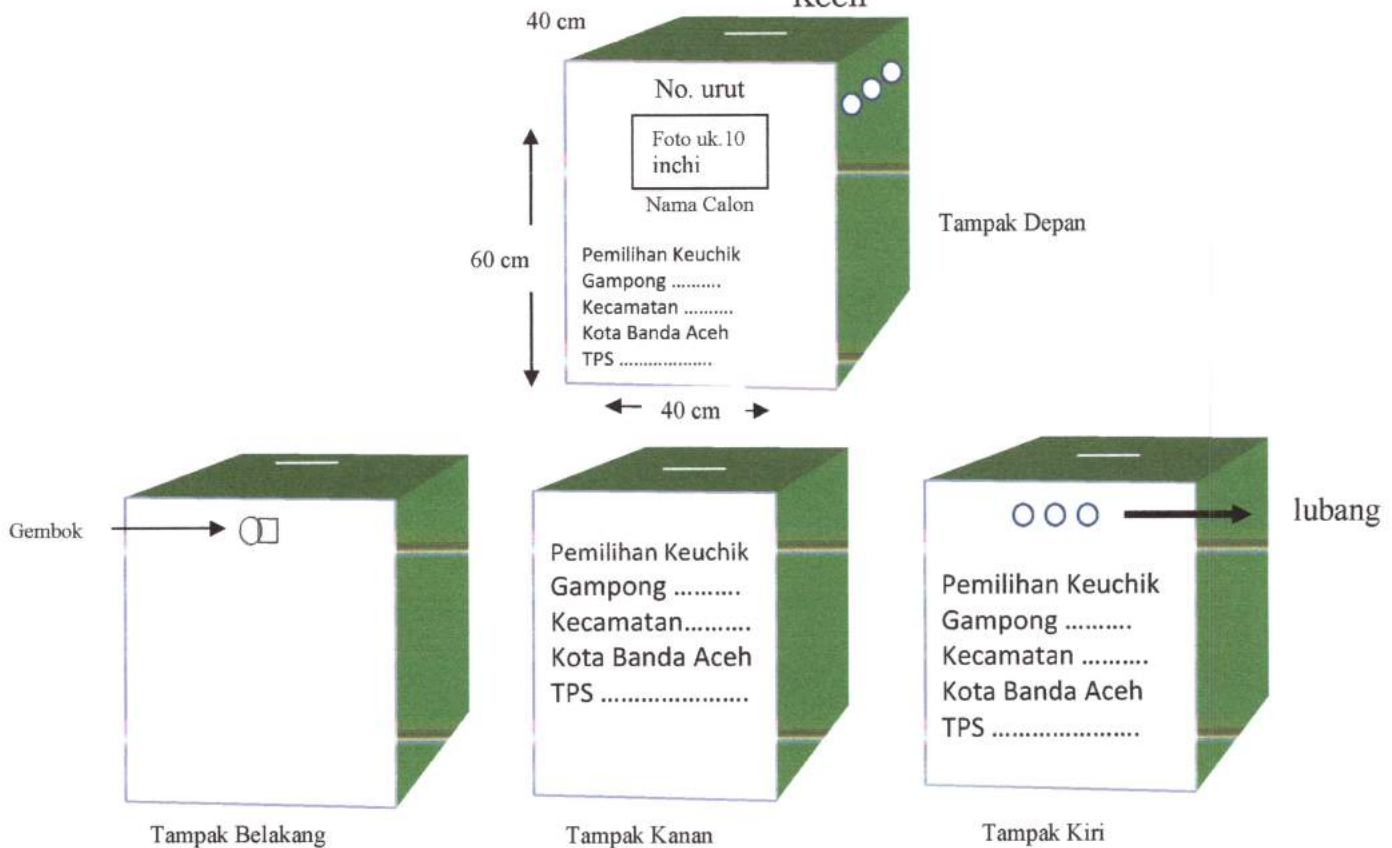 40 cm
No. urut
Foto uk.10
inchi
Nama Calon
Pemilihan Keuchik
Gampong ..........
Kecamatan ..........
Kota Banda Aceh
TPS ...................
60 cm
40 cm
Tampak Depan
Gembok
Tampak Belakang
Pemilihan Keuchik
Gampong ..........
Kecamatan..........
Kota Banda Aceh
TPS ......................
Tampak Kanan
Pemilihan Keuchik
Gampong ..........
Kecamatan ..........
Kota Banda Aceh
TPS ......................
Tampak Kiri
lubang